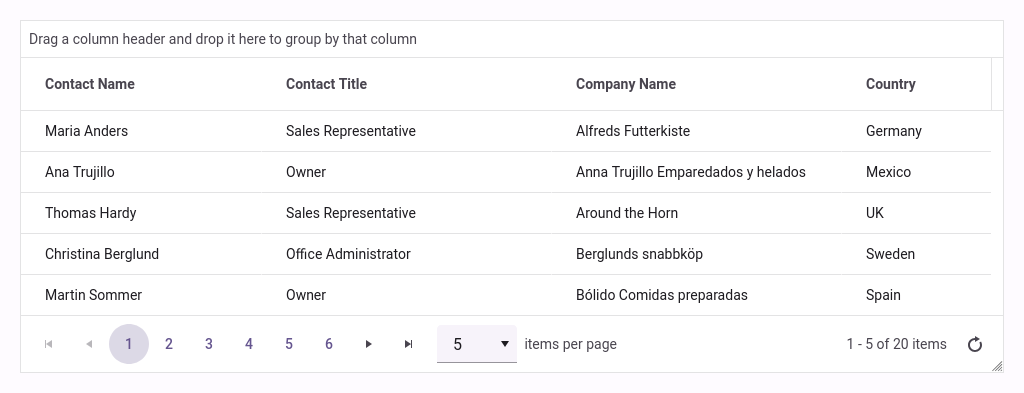 Drag a column header and drop it here to group by that column
Contact Name Contact Title Company Name Country
Maria Anders Sales Representative Alfreds Futterkiste Germany
Ana Trujillo Owner Anna Trujillo Emparedados y helados Mexico
Thomas Hardy Sales Representative Around the Horn UK
Christina Berglund Office Administrator Berglunds snabbköp Sweden
Martin Sommer Owner Bólido Comidas preparadas Spain
1 2 3 4 5 6 5 items per page 1 - 5 of 20 items